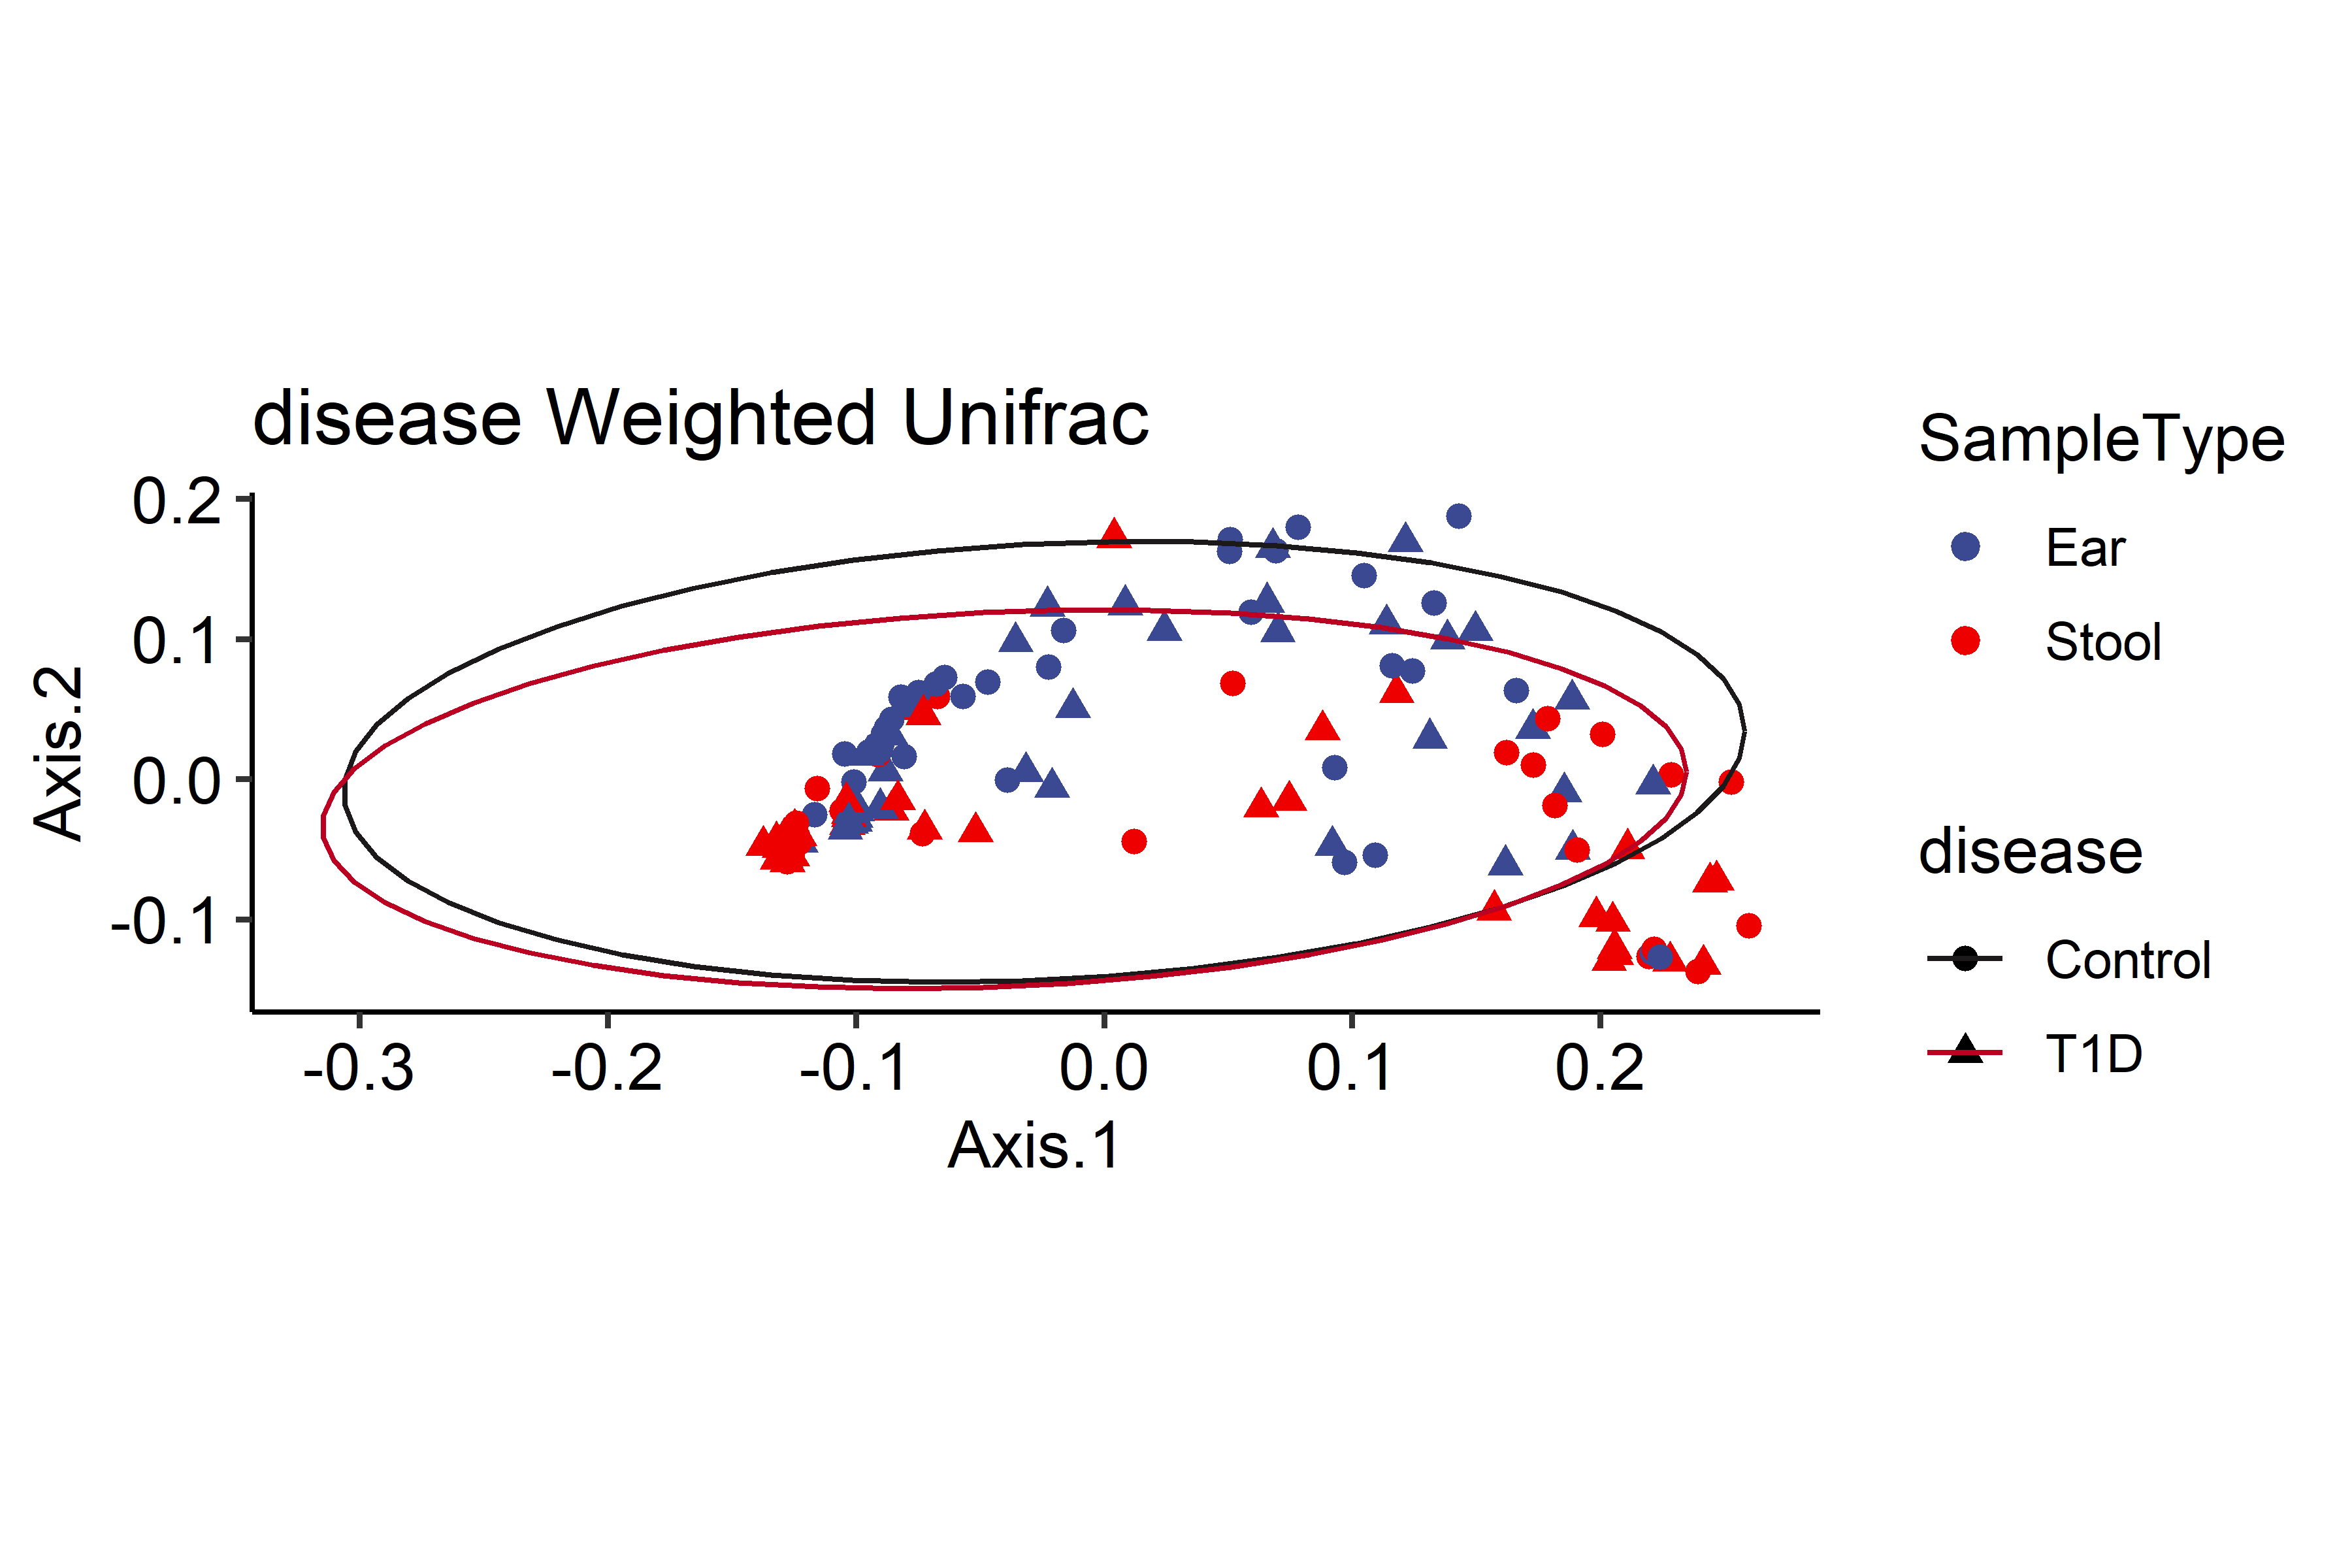 disease Weighted Unifrac
0.2
0.1
0.0
-0.1
Axis.2
-0.3
-0.2
-0.1
0.0
0.1
0.2
Axis.1
SampleType
Ear
Stool
disease
Control
T1D